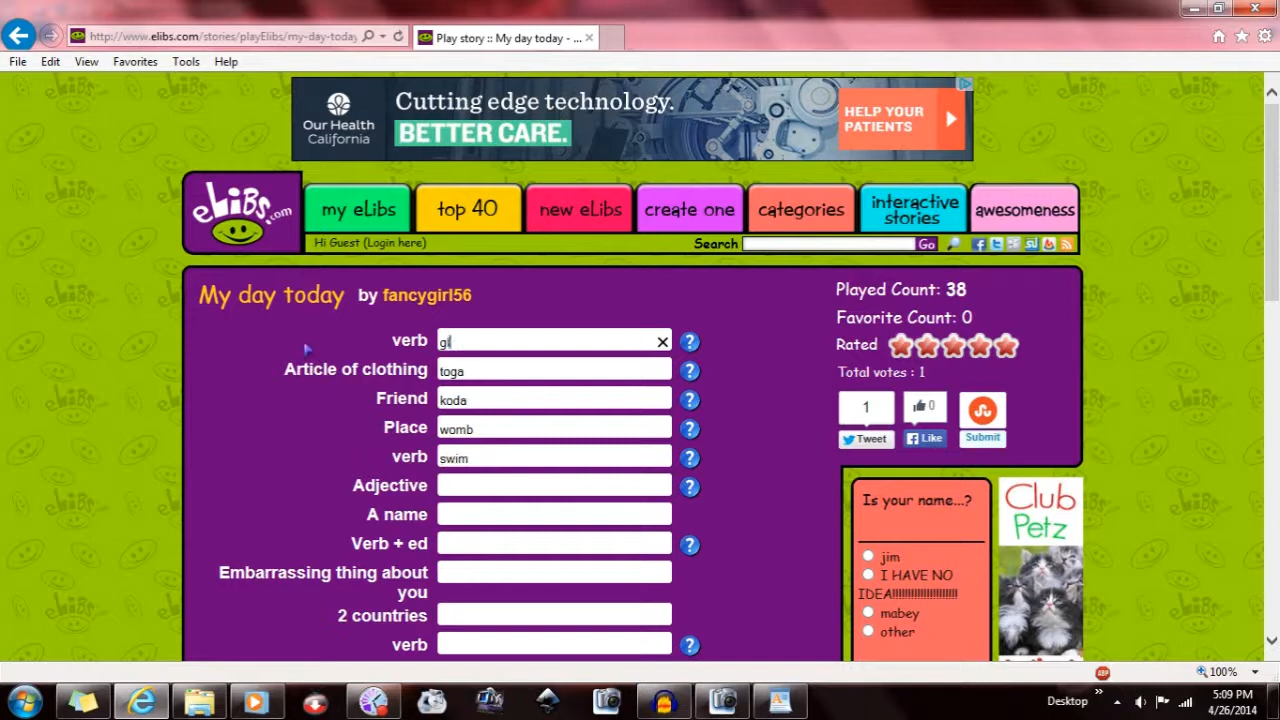 http://www.elibs.com/stories/playElibs/my-day-today
Play story :: My day today - ...
File Edit View Favorites Tools Help
Our Health California
Cutting edge technology.
BETTER CARE.
HELP YOUR PATIENTS
eLiBs.com
my eLibs
top 40
new eLibs
create one
categories
interactive stories
awesomeness
Hi Guest (Login here)
Search
Go
My day today by fancygirl56
verb
Article of clothing toga
Friend koda
Place womb
verb swim
Adjective
A name
Verb + ed
Embarrassing thing about
you
2 countries
verb
Played Count: 38
Favorite Count: 0
Rated
Total votes : 1
1
0
Tweet
Like
Submit
Is your name...?
jim
I HAVE NO
IDEA!!!!!!!!!!!!!!!!!!!!!
mabey
other
Club
Petz
100%
Desktop
5:09 PM
4/26/2014